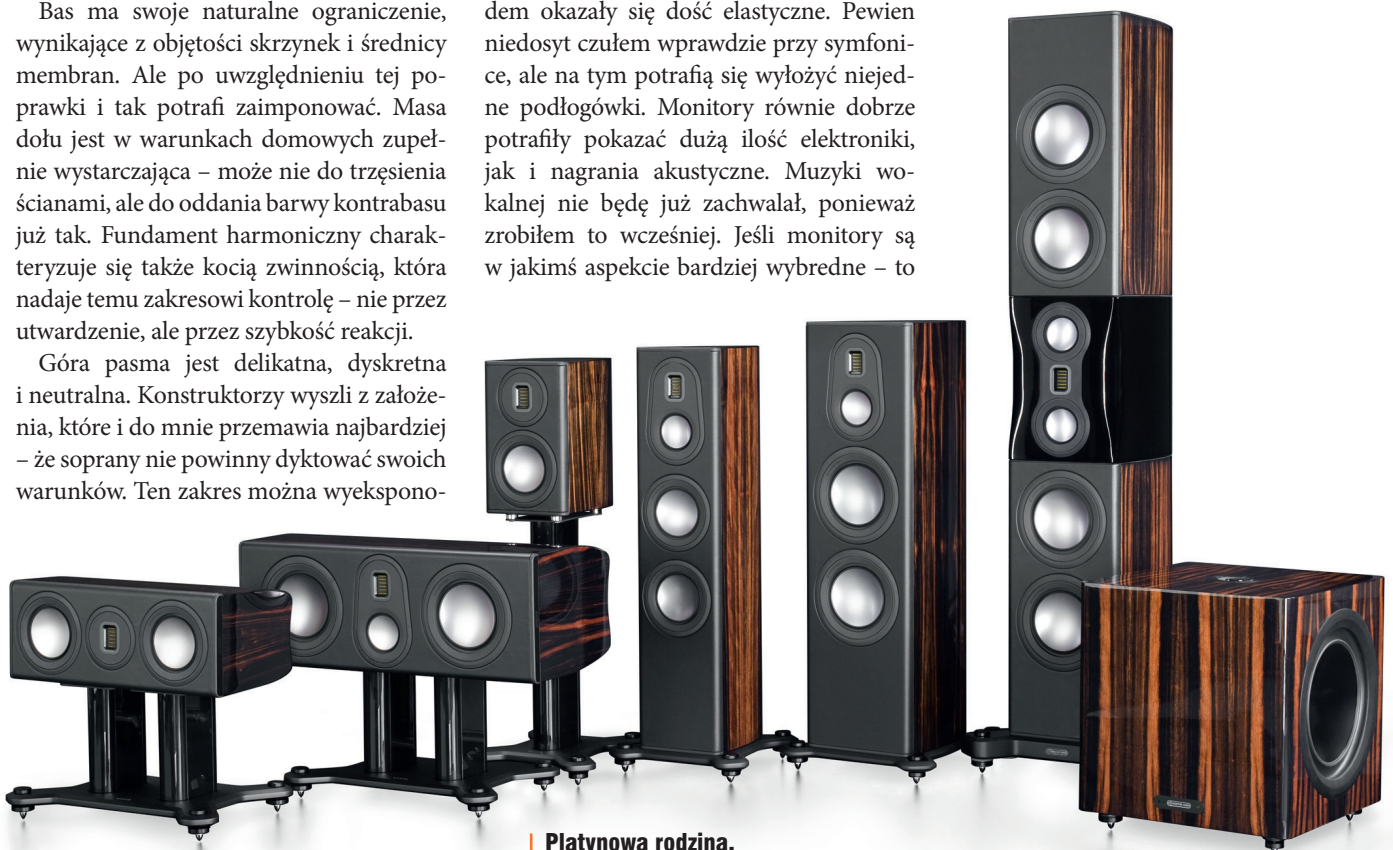 Bas ma swoje naturalne ograniczenie,
wynikające z objętości skrzynek i średnicy
membran. Ale po uwzględnieniu tej po-
prawki i tak potrafi zaimponować. Masa
dołu jest w warunkach domowych zupeł-
nie wystarczająca – może nie do trzęsienia
ścianami, ale do oddania barwy kontrabasu
już tak. Fundament harmoniczny charak-
teryzuje się także kocią zwinnością, która
nadaje temu zakresowi kontrolę – nie przez
utwardzenie, ale przez szybkość reakcji.
Góra pasma jest delikatna, dyskretna
i neutralna. Konstruktorzy wyszli z założe-
nia, które i do mnie przemawia najbardziej
– że soprany nie powinny dyktować swoich
warunków. Ten zakres można wyekspono-
dem okazały się dość elastyczne. Pewien
niedosyt czułem wprawdzie przy symfoni-
ce, ale na tym potrafią się wyłożyć niejed-
ne podłogówki. Monitory równie dobrze
potrafiły pokazać dużą ilość elektroniki,
jak i nagrania akustyczne. Muzyki wo-
kalnej nie będę już zachwalał, ponieważ
zrobiłem to wcześniej. Jeśli monitory są
w jakimś aspekcie bardziej wybredne – to
Platynowa rodzina.